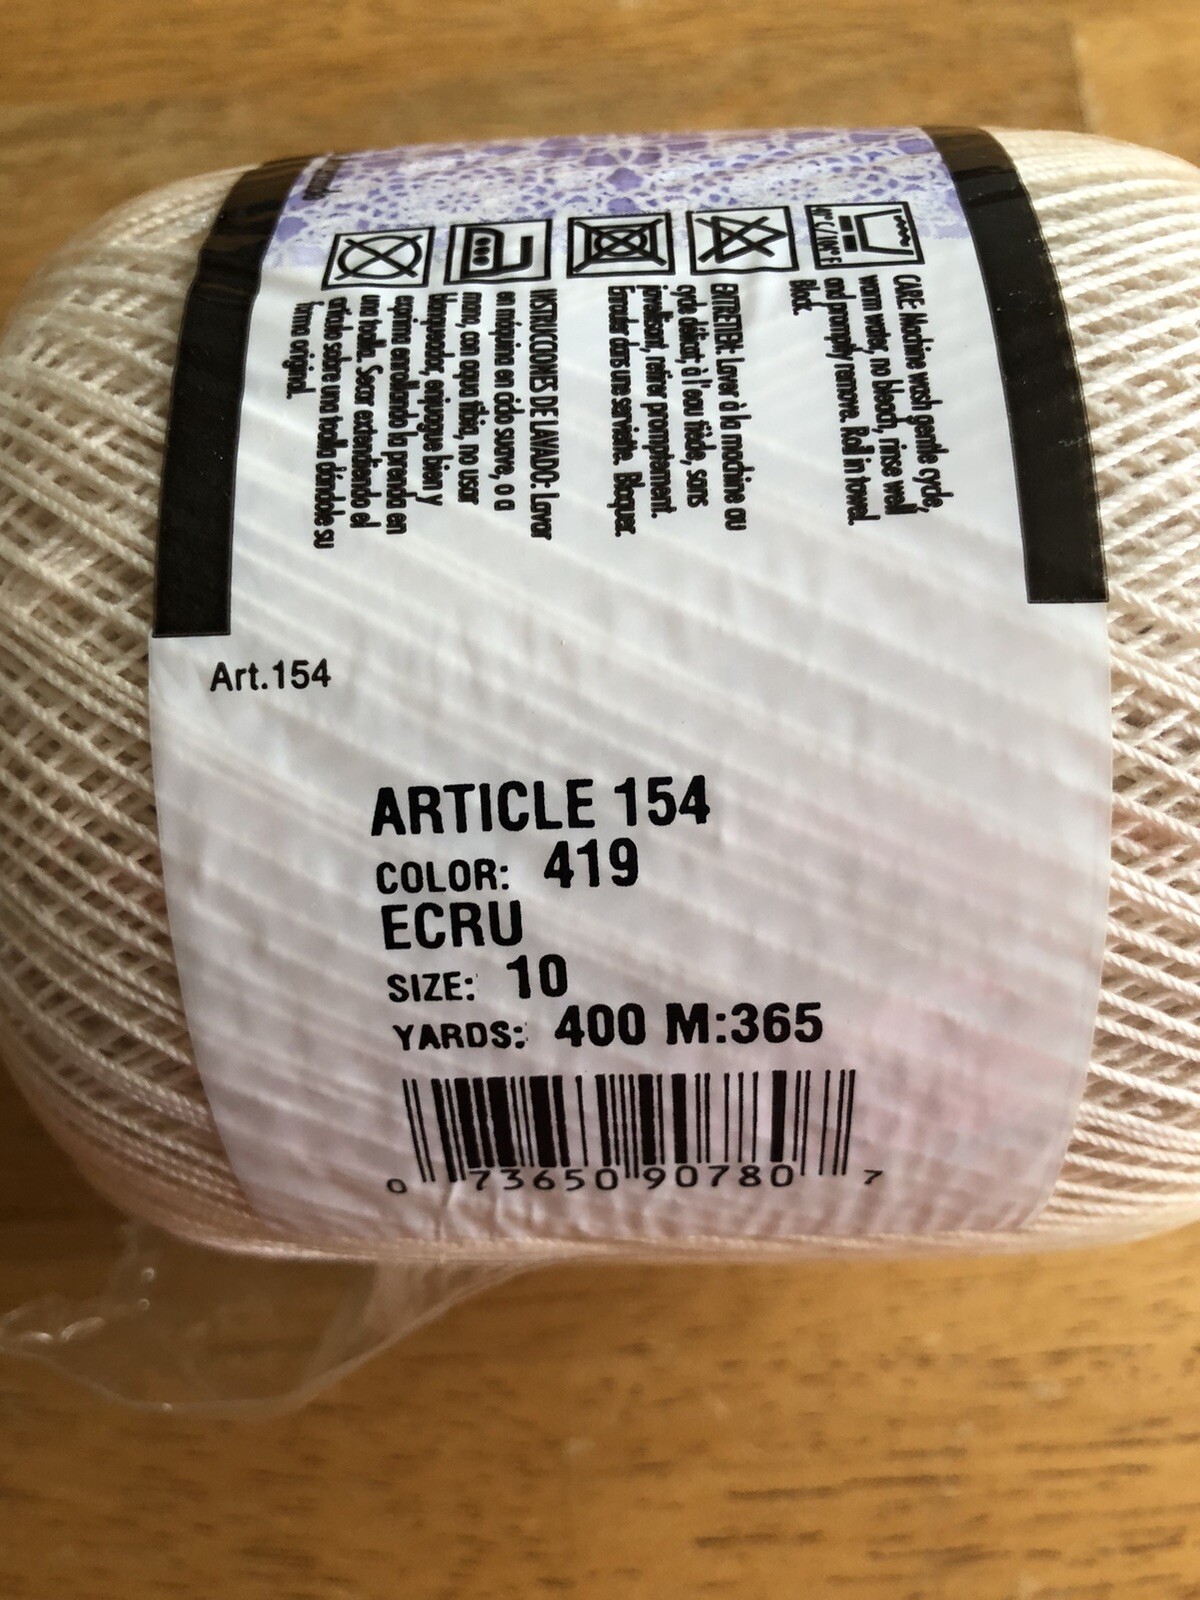 60° C / 140° F
CARE: Machine wash gentle cycle,
warm water, no bleach, rinse well
and promptly remove. Roll in towel.
Block.
ENTRETIEN: Laver à la machine au
cycle délicat, à l'eau tiède, sans
javellisant, retirer promptement.
Enrouler dans une serviette. Bloquer.
INSTRUCCIONES DE LAVADO: Lavar
en máquina en ciclo suave, o a
mano, con agua tibia, no usar
blanqueador, enjuague bien y
exprima enrollando la prenda en
una toalla. Secar extendiendo el
afuate sobre una toalla dándole su
forma original.
Art.154
ARTICLE 154
COLOR: 419
ECRU
SIZE: 10
YARDS: 400 M:365
0 73650 90780 7